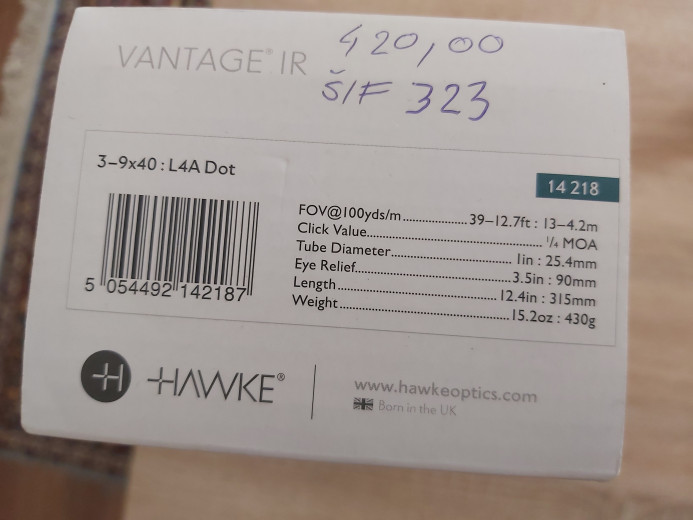 VANTAGE® IR
420,00
Š/F 323
3–9x40 : L4A Dot
14 218
5 054492 142187
FOV@100yds/m..................39–12.7ft : 13–4.2m
Click Value.................................................. ¼ MOA
Tube Diameter....................................1in : 25.4mm
Eye Relief.............................................3.5in : 90mm
Length..............................................12.4in : 315mm
Weight.................................................15.2oz : 430g
H
HAWKE®
www.hawkeoptics.com
Born in the UK